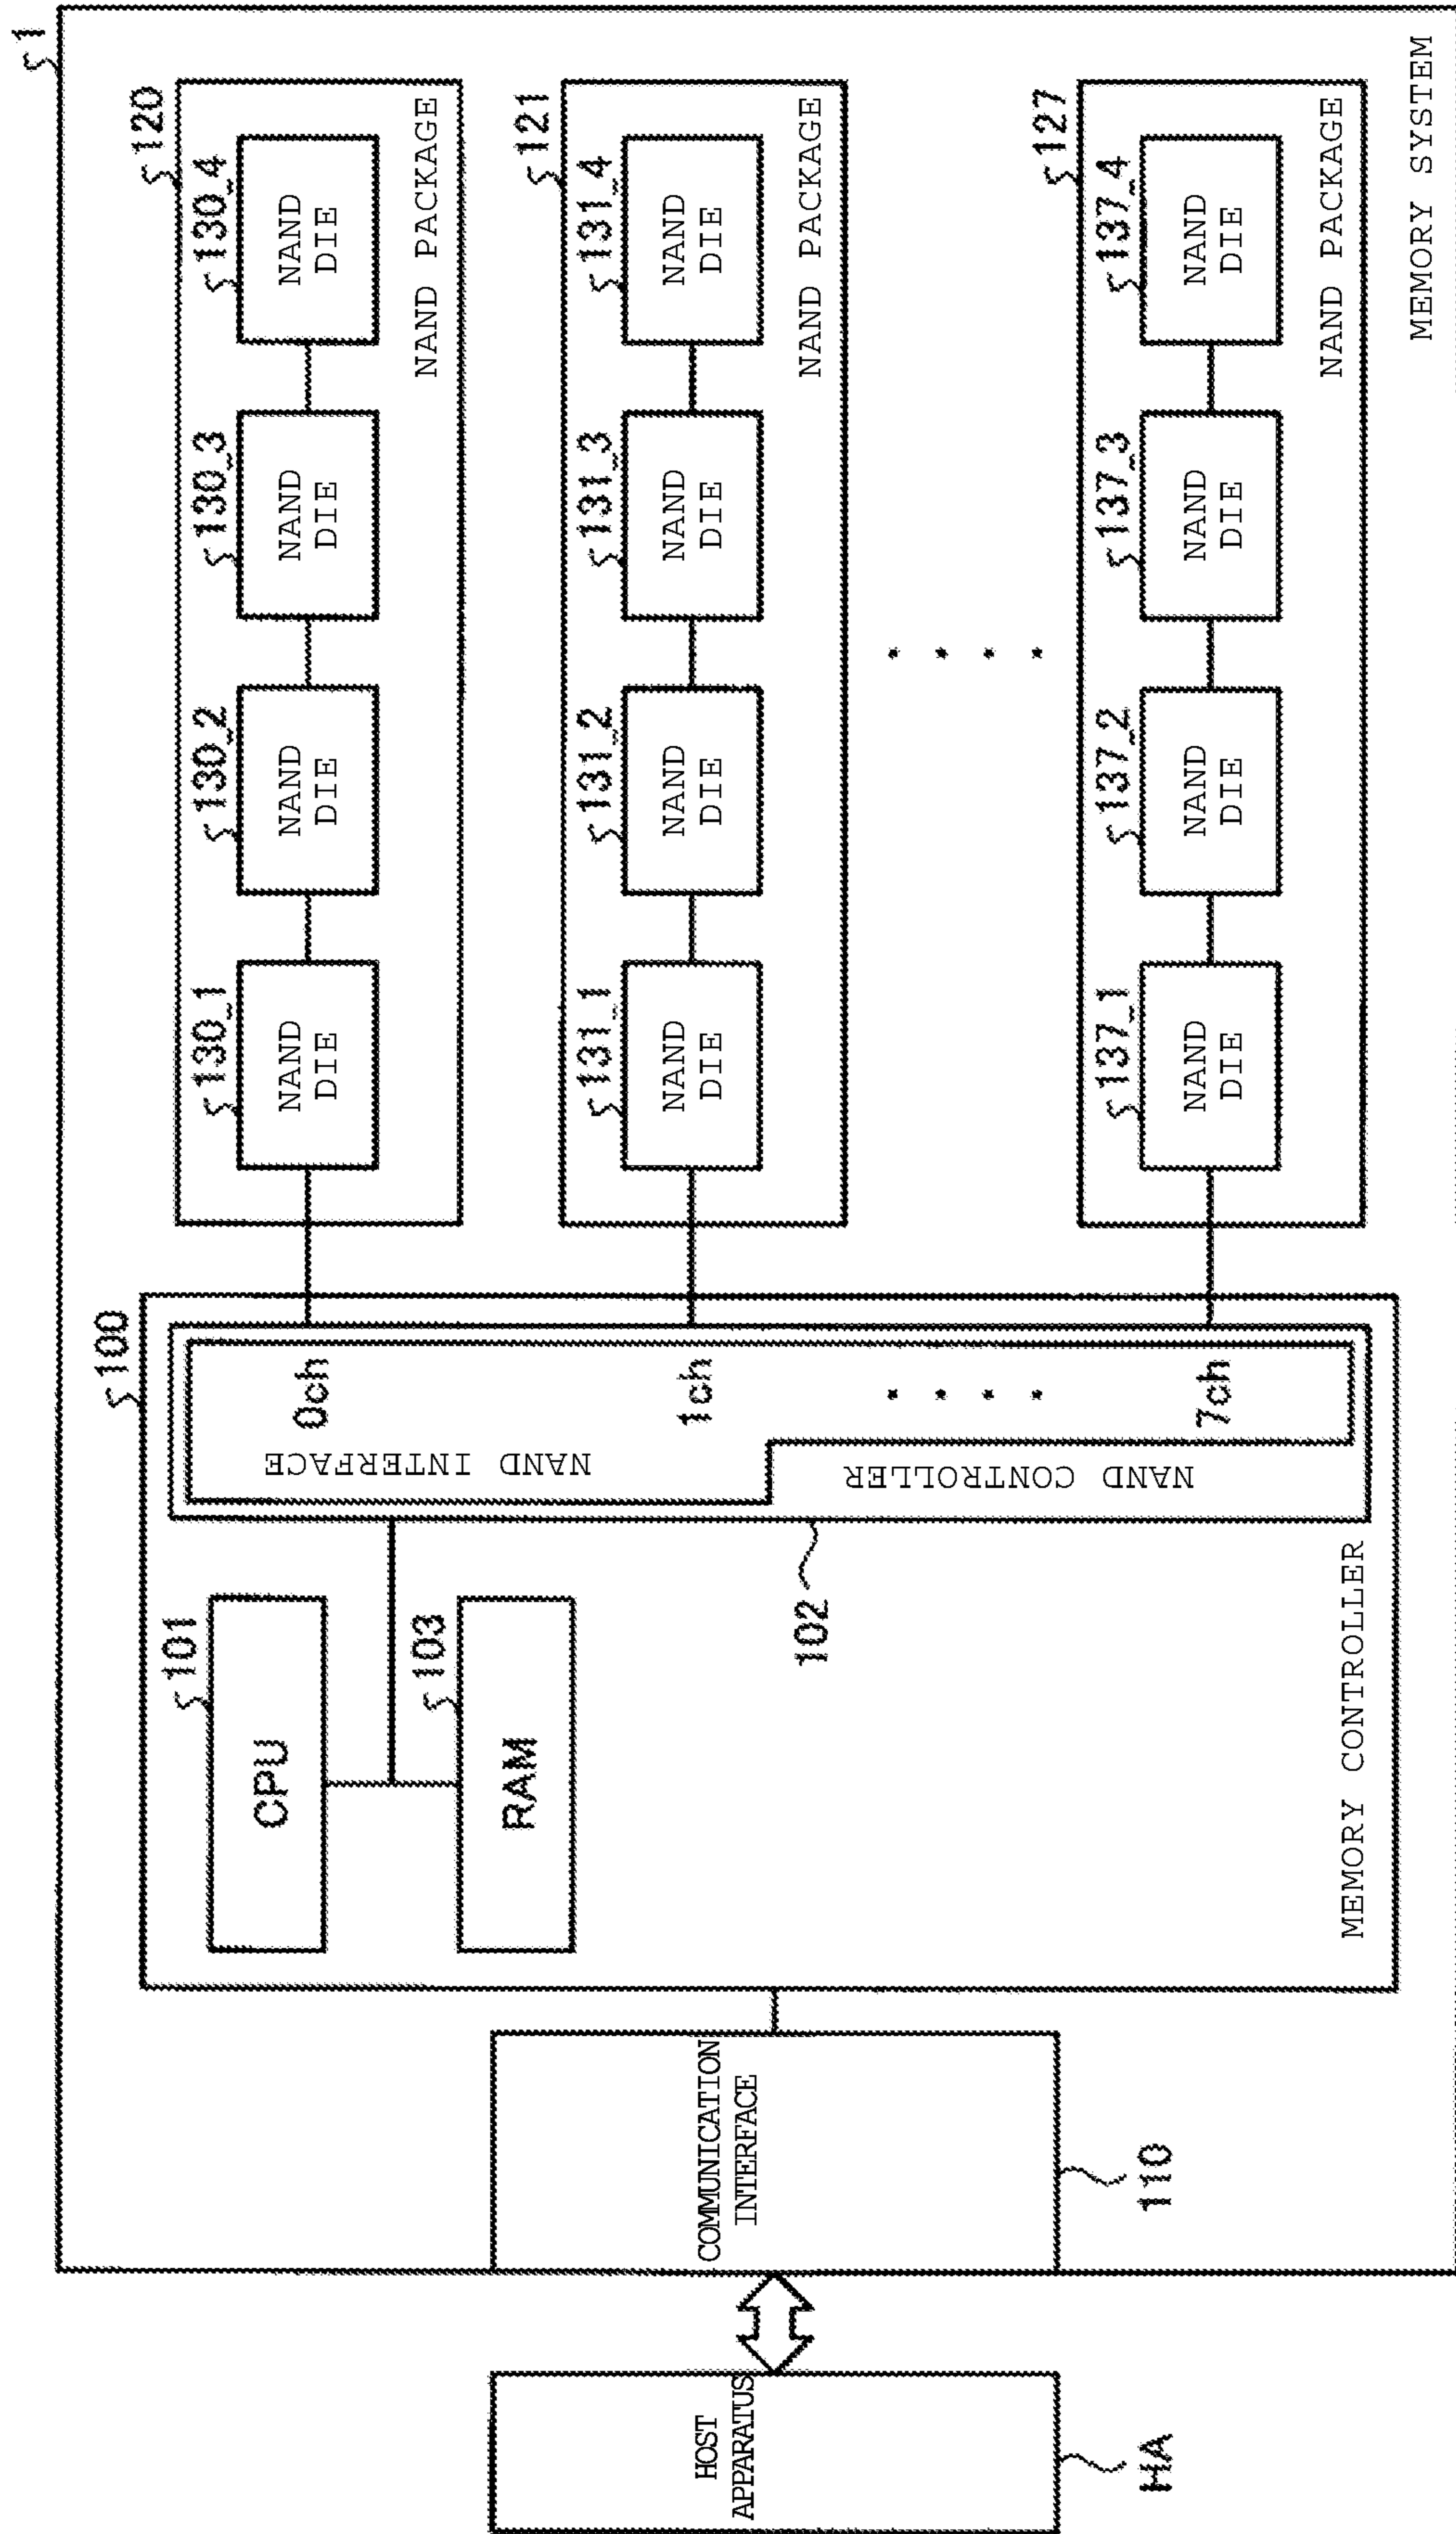 1
120
130_1
130_2
130_3
130_4
NAND
DIE
NAND
DIE
NAND
DIE
NAND
DIE
NAND PACKAGE
121
131_1
131_2
131_3
131_4
NAND
DIE
NAND
DIE
NAND
DIE
NAND
DIE
NAND PACKAGE
127
137_1
137_2
137_3
137_4
NAND
DIE
NAND
DIE
NAND
DIE
NAND
DIE
NAND PACKAGE
MEMORY SYSTEM
100
101
CPU
103
RAM
0ch
1ch
7ch
NAND INTERFACE
NAND CONTROLLER
102
MEMORY CONTROLLER
COMMUNICATION
INTERFACE
110
HOST
APPARATUS
HA